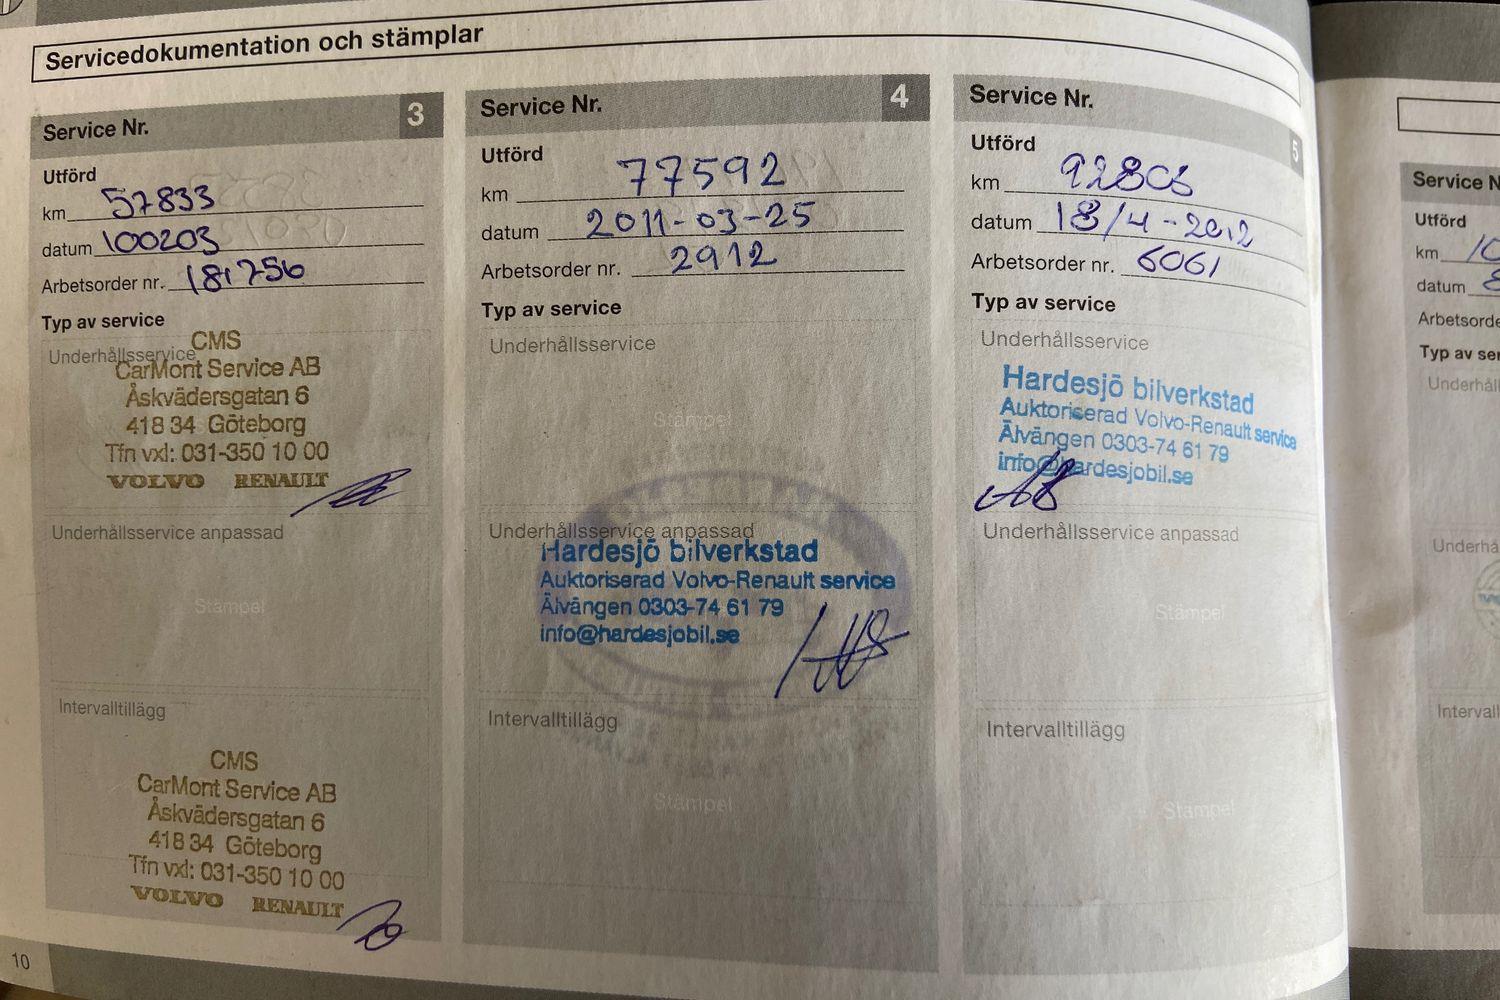 Servicedokumentation och stämplar
Service Nr. 3
Utförd
km 57833
datum 100203
Arbetsorder nr. 181756
Typ av service
Underhållsservice
CMS
CarMont Service AB
Åskvädersgatan 6
418 34 Göteborg
Tfn vxl: 031-350 10 00
VOLVO RENAULT
Underhållsservice anpassad
Stämpel
Intervalltillägg
CMS
CarMont Service AB
Åskvädersgatan 6
418 34 Göteborg
Tfn vxl: 031-350 10 00
VOLVO RENAULT
10
Service Nr. 4
Utförd
km 77592
datum 2011-03-25
Arbetsorder nr. 2912
Typ av service
Underhållsservice
Stämpel
Underhållsservice anpassad
Hardesjö bilverkstad
Auktoriserad Volvo-Renault service
Älvängen 0303-74 61 79
info@hardesjobil.se
Intervalltillägg
Stämpel
Service Nr. 5
Utförd
km
datum 18/4-2012
Arbetsorder nr. 6061
Typ av service
Underhållsservice
Hardesjö bilverkstad
Auktoriserad Volvo-Renault service
Älvängen 0303-74 61 79
info@hardesjobil.se
Underhållsservice anpassad
Stämpel
Intervalltillägg
Stämpel
Service N
Utförd
km 10
datum
Arbetsorde
Typ av ser
Underhåll
Underhå
Intervall